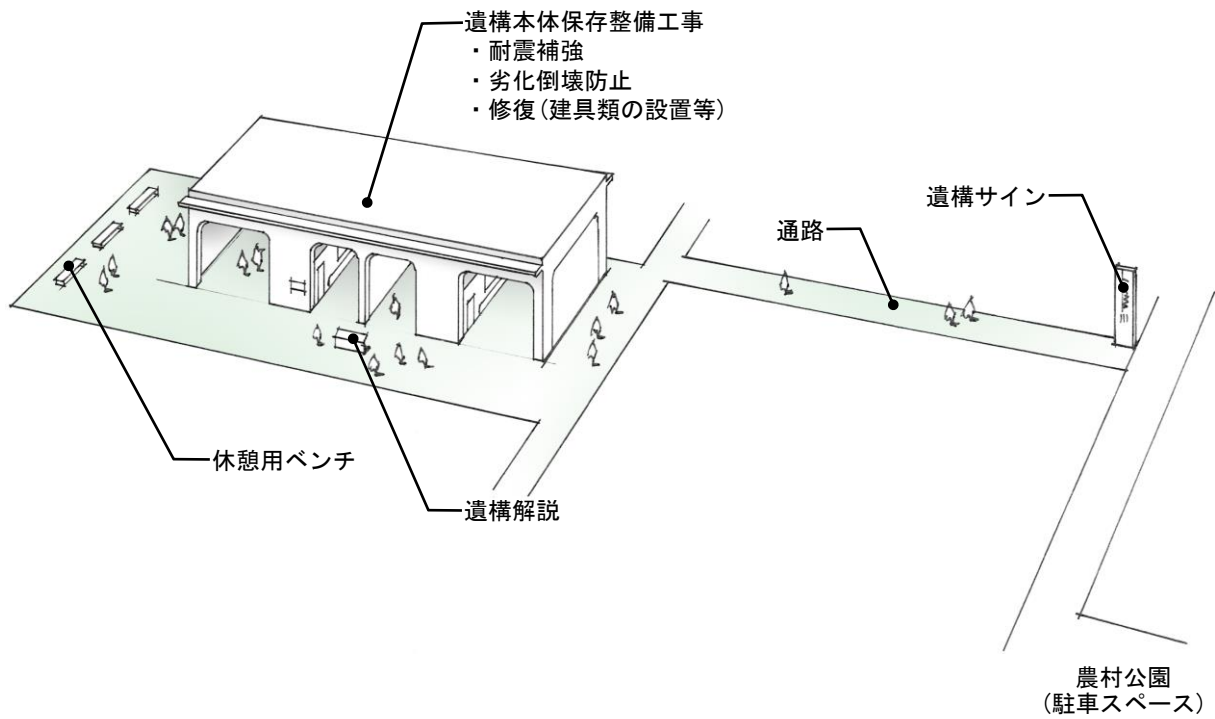 遺構本体保存整備工事
・耐震補強
・劣化倒壊防止
・修復(建具類の設置等)
遺構サイン
通路
休憩用ベンチ
遺構解説
農村公園
(駐車スペース)